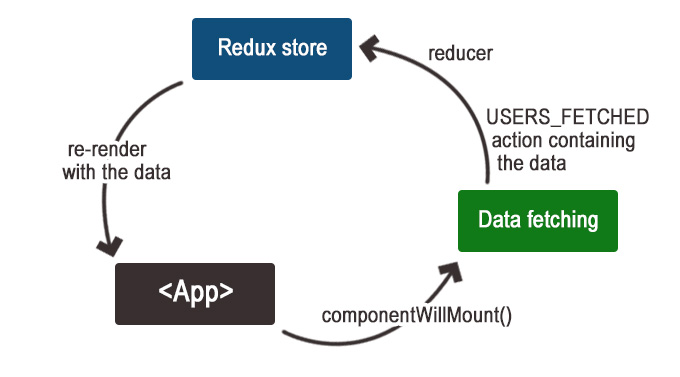 Redux store
reducer
USERS_FETCHED
action containing
the data
re-render
with the data
Data fetching
<App>
componentWillMount()